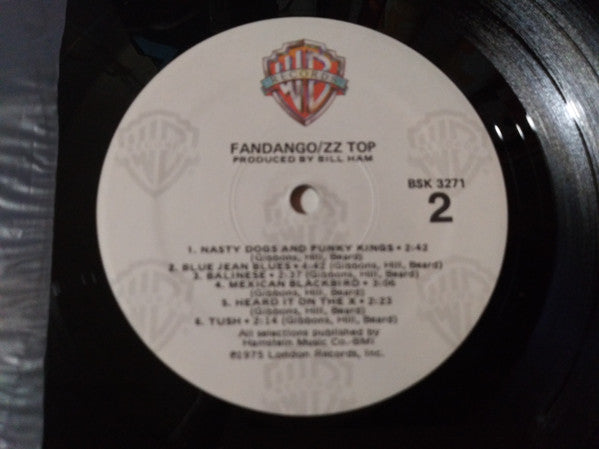 WB
RECORDS
FANDANGO/ZZ TOP
PRODUCED BY BILL HAM
BSK 3271
2
1. NASTY DOGS AND FUNKY KINGS • 2:42
(Gibbons, Hill, Beard)
2. BLUE JEAN BLUES • 4:42 (Gibbons, Hill, Beard)
3. BALINESE • 2:37 (Gibbons, Hill, Beard)
4. MEXICAN BLACKBIRD • 3:06
(Gibbons, Hill, Beard)
5. HEARD IT ON THE X • 2:23
(Gibbons, Hill, Beard)
6. TUSH • 2:14 (Gibbons, Hill, Beard)
All selections published by
Hamstein Music Co.-BMI
℗1975 London Records, Inc.